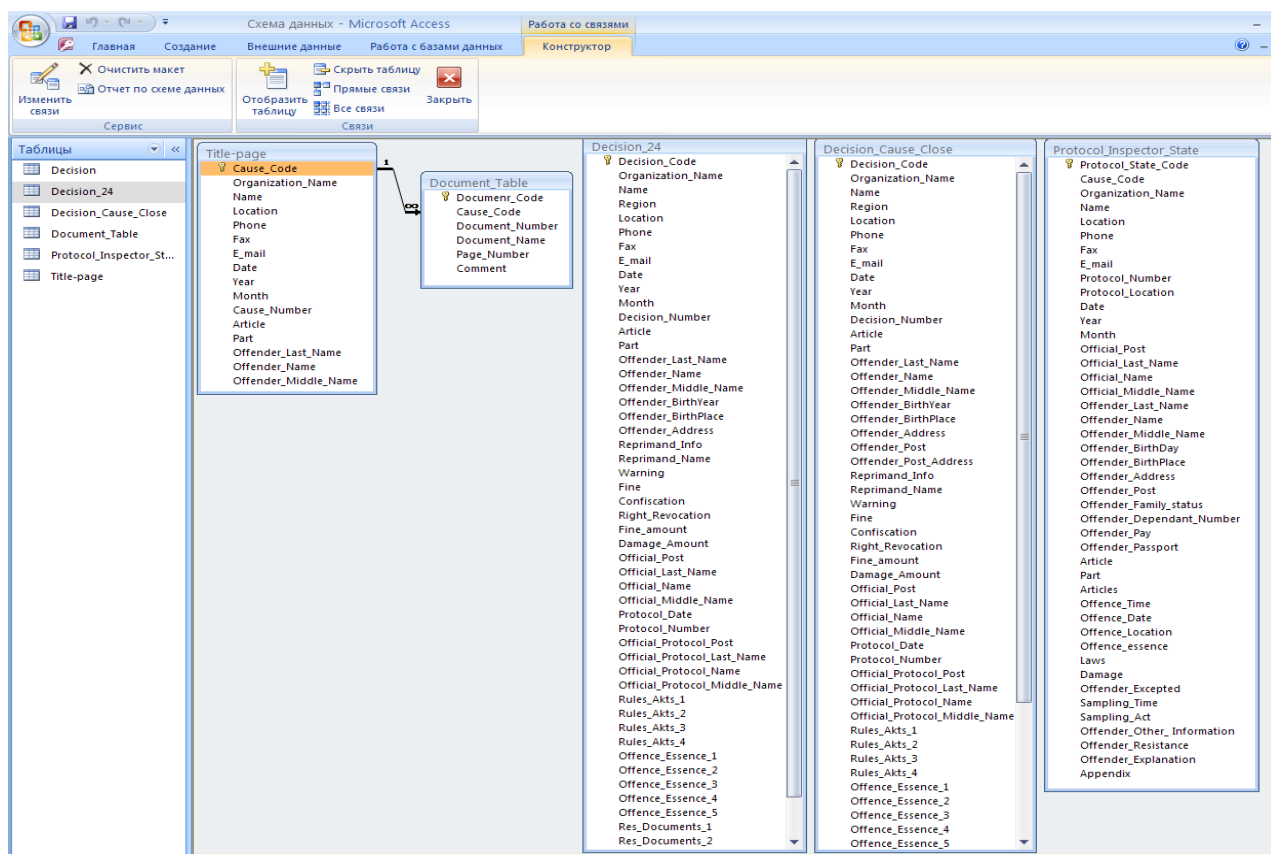 Схема данных - Microsoft Access
Работа со связями
Главная
Создание
Внешние данные
Работа с базами данных
Конструктор
Изменить связи
Очистить макет
Отчет по схеме данных
Сервис
Отобразить таблицу
Скрыть таблицу
Прямые связи
Все связи
Закрыть
Связи
Таблицы
Decision
Decision_24
Decision_Cause_Close
Document_Table
Protocol_Inspector_St...
Title-page
Title-page
Cause_Code
Organization_Name
Name
Location
Phone
Fax
E_mail
Date
Year
Month
Cause_Number
Article
Part
Offender_Last_Name
Offender_Name
Offender_Middle_Name
1
∞
Document_Table
Documenr_Code
Cause_Code
Document_Number
Document_Name
Page_Number
Comment
Decision_24
Decision_Code
Organization_Name
Name
Region
Location
Phone
Fax
E_mail
Date
Year
Month
Decision_Number
Article
Part
Offender_Last_Name
Offender_Name
Offender_Middle_Name
Offender_BirthYear
Offender_BirthPlace
Offender_Address
Reprimand_Info
Reprimand_Name
Warning
Fine
Confiscation
Right_Revocation
Fine_amount
Damage_Amount
Official_Post
Official_Last_Name
Official_Name
Official_Middle_Name
Protocol_Date
Protocol_Number
Official_Protocol_Post
Official_Protocol_Last_Name
Official_Protocol_Name
Official_Protocol_Middle_Name
Rules_Akts_1
Rules_Akts_2
Rules_Akts_3
Rules_Akts_4
Offence_Essence_1
Offence_Essence_2
Offence_Essence_3
Offence_Essence_4
Offence_Essence_5
Res_Documents_1
Res_Documents_2
Decision_Cause_Close
Decision_Code
Organization_Name
Name
Region
Location
Phone
Fax
E_mail
Date
Year
Month
Decision_Number
Article
Part
Offender_Last_Name
Offender_Name
Offender_Middle_Name
Offender_BirthYear
Offender_BirthPlace
Offender_Address
Offender_Post
Offender_Post_Address
Reprimand_Info
Reprimand_Name
Warning
Fine
Confiscation
Right_Revocation
Fine_amount
Damage_Amount
Official_Post
Official_Last_Name
Official_Name
Official_Middle_Name
Protocol_Date
Protocol_Number
Official_Protocol_Post
Official_Protocol_Last_Name
Official_Protocol_Name
Official_Protocol_Middle_Name
Rules_Akts_1
Rules_Akts_2
Rules_Akts_3
Rules_Akts_4
Offence_Essence_1
Offence_Essence_2
Offence_Essence_3
Offence_Essence_4
Offence_Essence_5
Protocol_Inspector_State
Protocol_State_Code
Cause_Code
Organization_Name
Name
Location
Phone
Fax
E_mail
Protocol_Number
Protocol_Location
Date
Year
Month
Official_Post
Official_Last_Name
Official_Name
Official_Middle_Name
Offender_Last_Name
Offender_Name
Offender_Middle_Name
Offender_BirthDay
Offender_BirthPlace
Offender_Address
Offender_Post
Offender_Family_status
Offender_Dependant_Number
Offender_Pay
Offender_Passport
Article
Part
Articles
Offence_Time
Offence_Date
Offence_Location
Offence_essence
Laws
Damage
Offender_Excepted
Sampling_Time
Sampling_Act
Offender_Other_ Information
Offender_Resistance
Offender_Explanation
Appendix